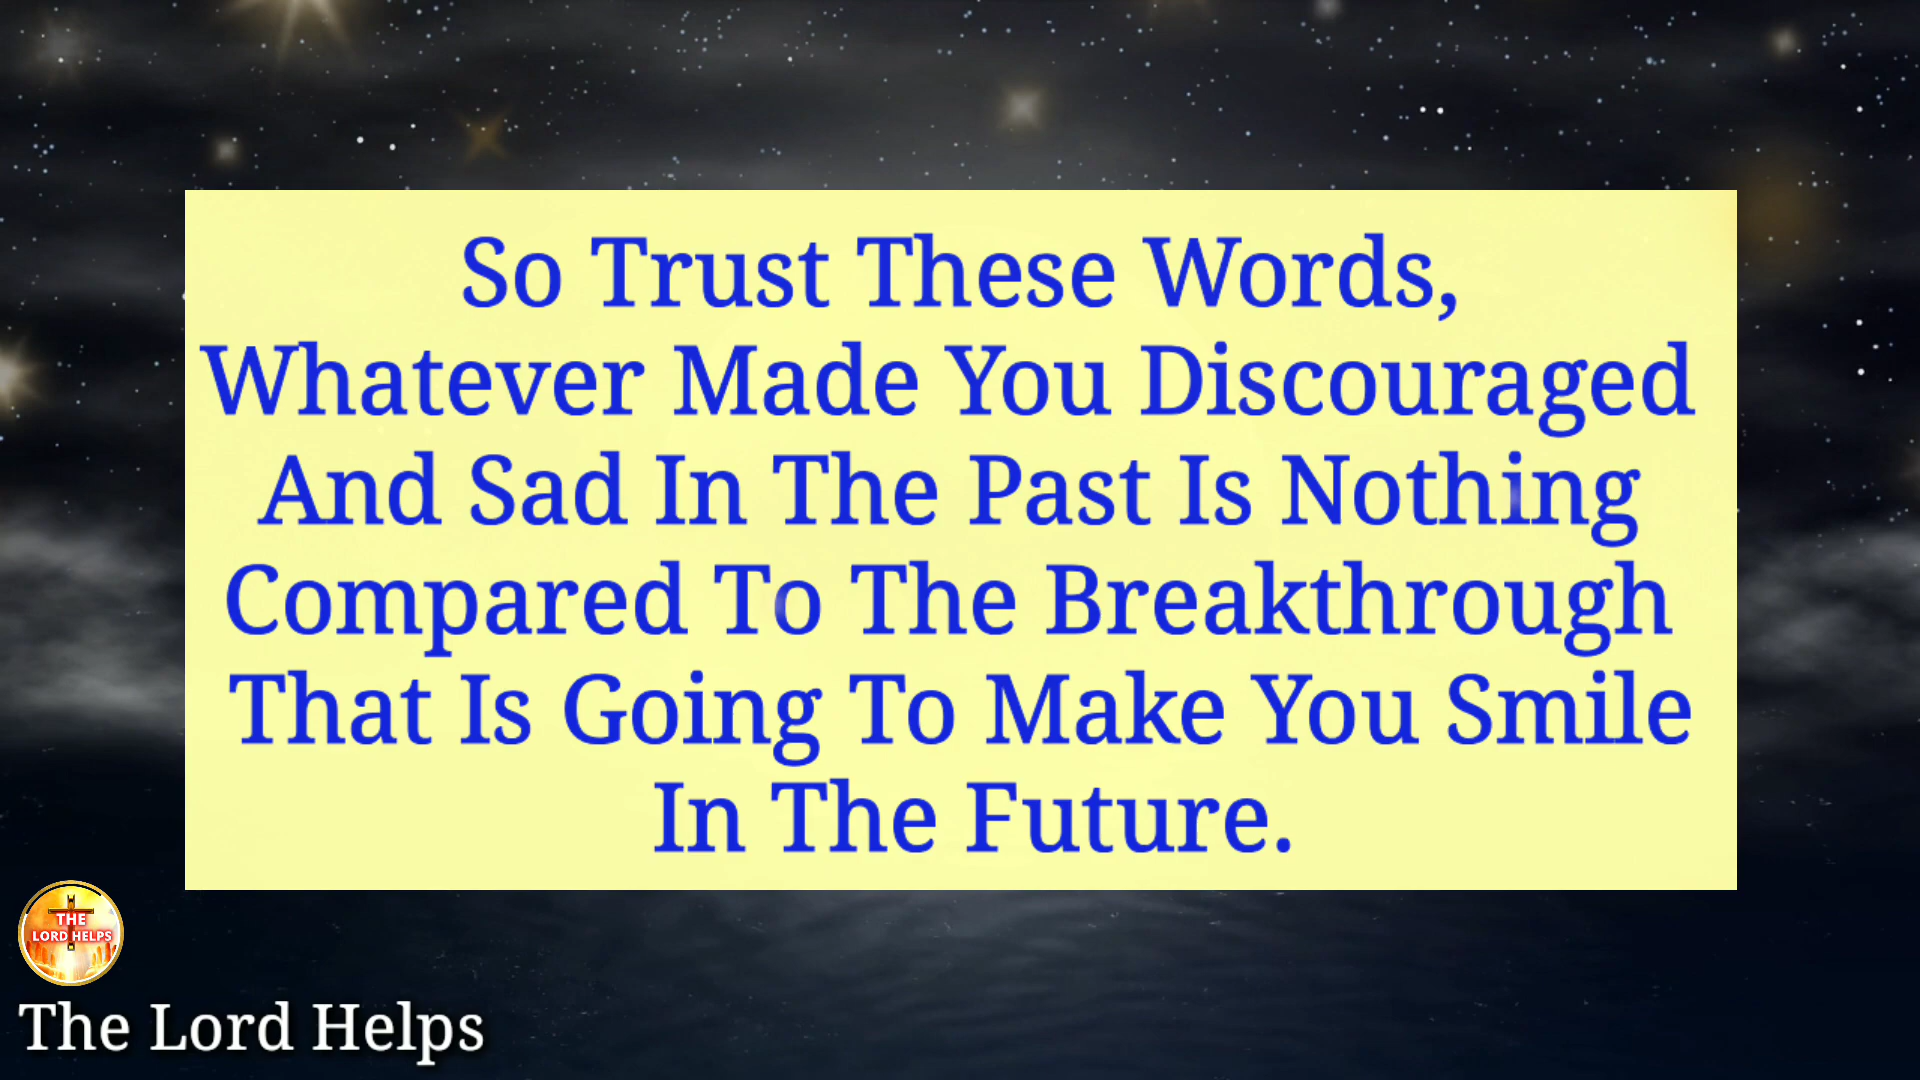 So Trust These Words,
Whatever Made You Discouraged
And Sad In The Past Is Nothing
Compared To The Breakthrough
That Is Going To Make You Smile
In The Future.
THE
LORD HELPS
The Lord Helps